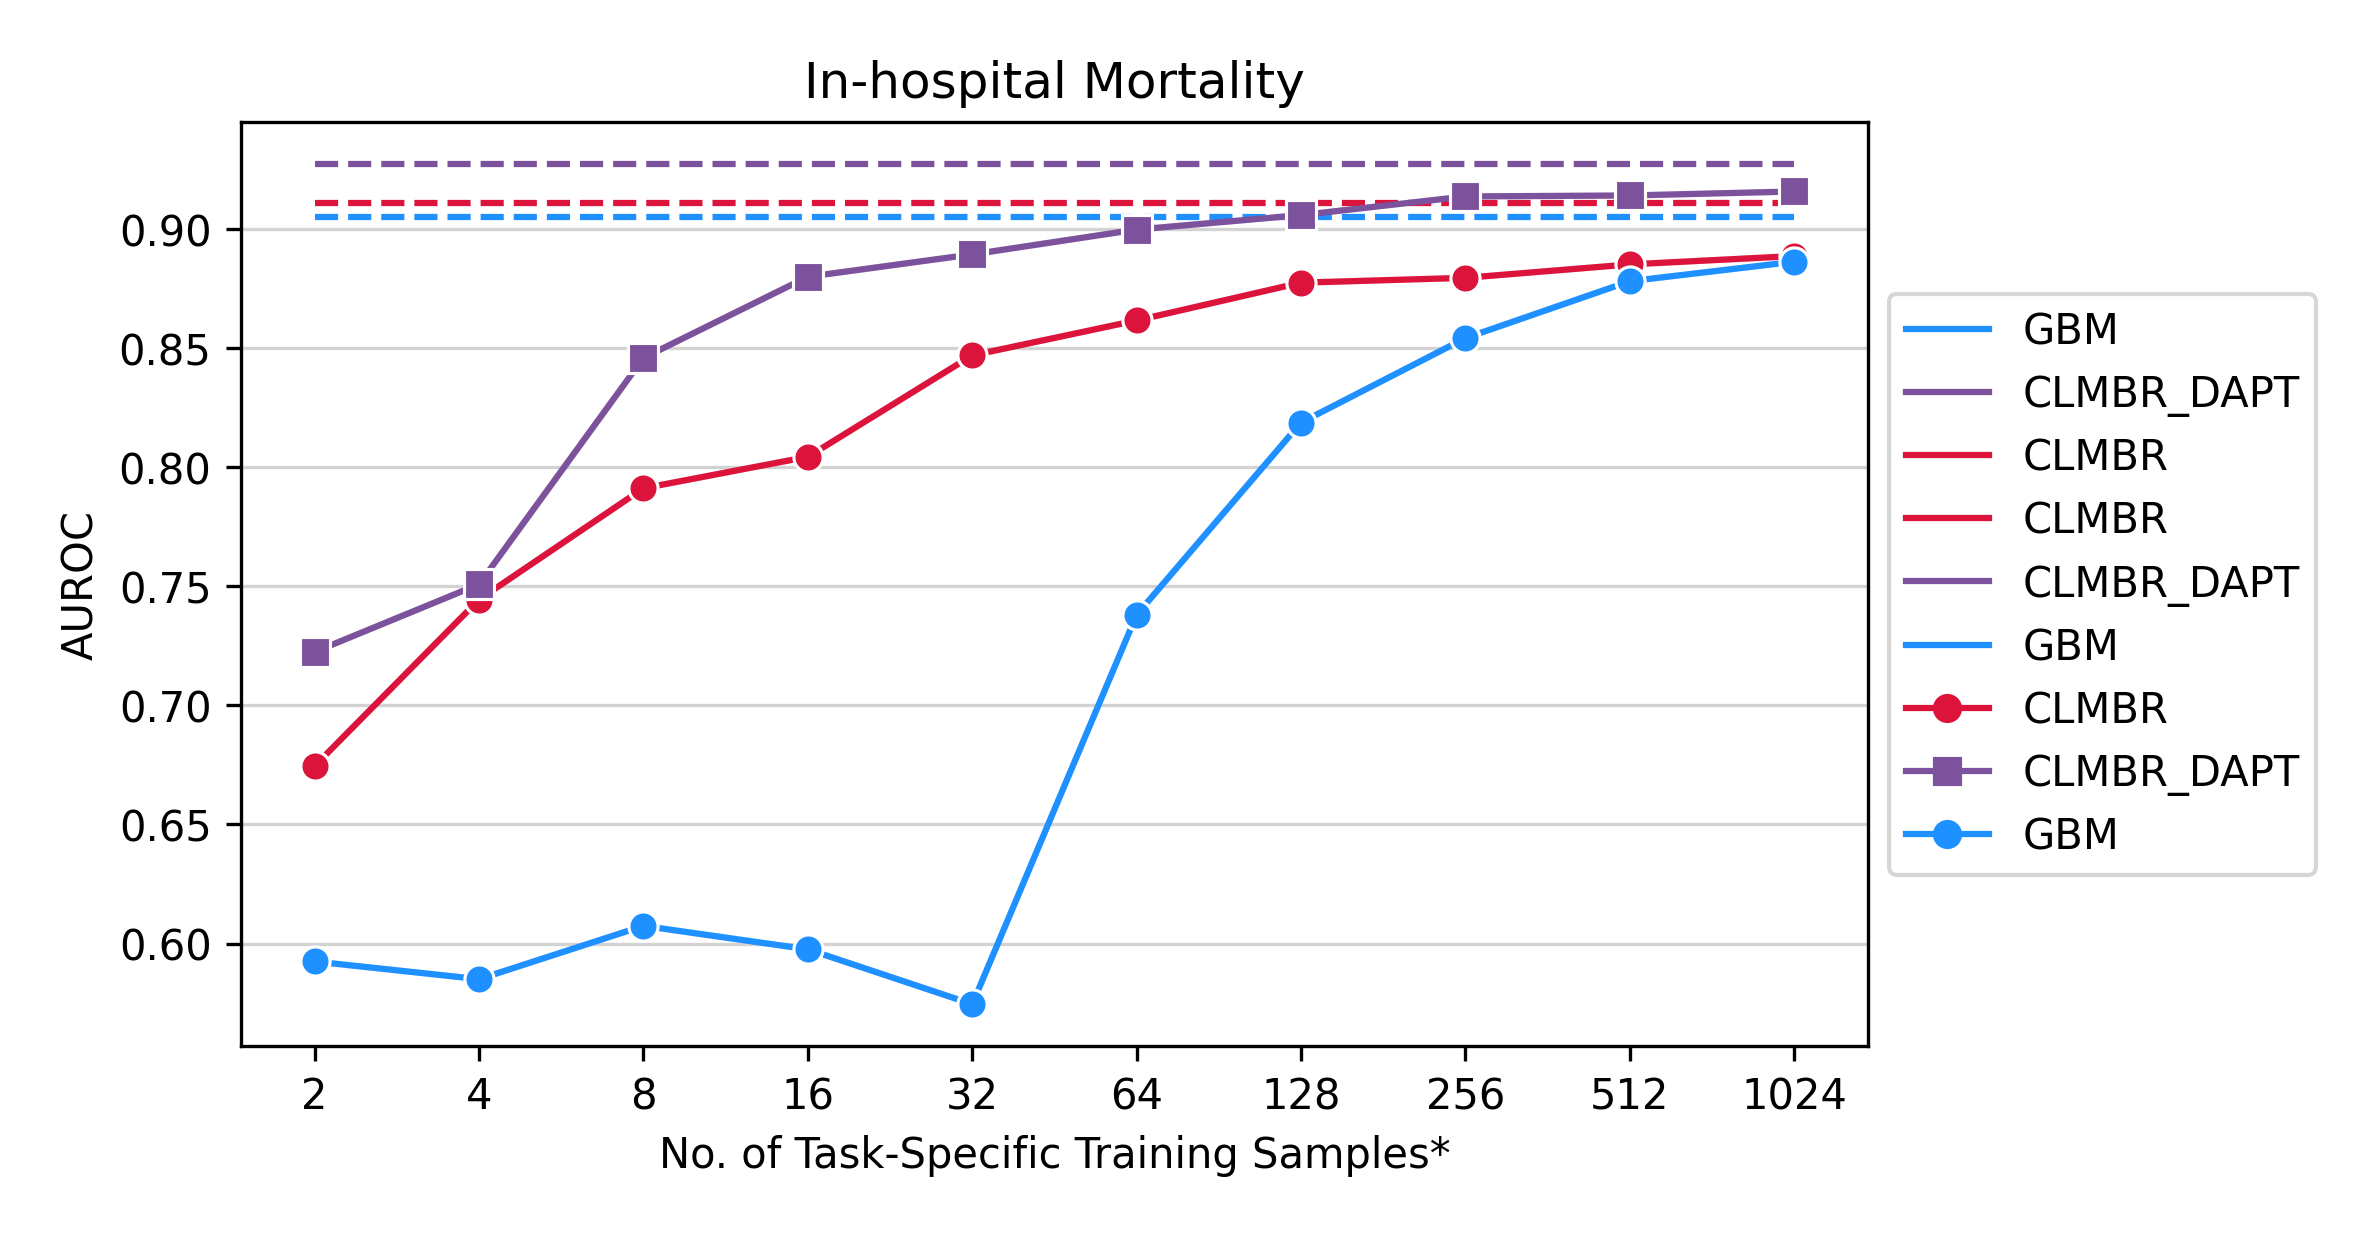 In-hospital Mortality
AUROC
0.90
0.85
0.80
0.75
0.70
0.65
0.60
2 4 8 16 32 64 128 256 512 1024
No. of Task-Specific Training Samples*
GBM
CLMBR_DAPT
CLMBR
CLMBR
CLMBR_DAPT
GBM
CLMBR
CLMBR_DAPT
GBM